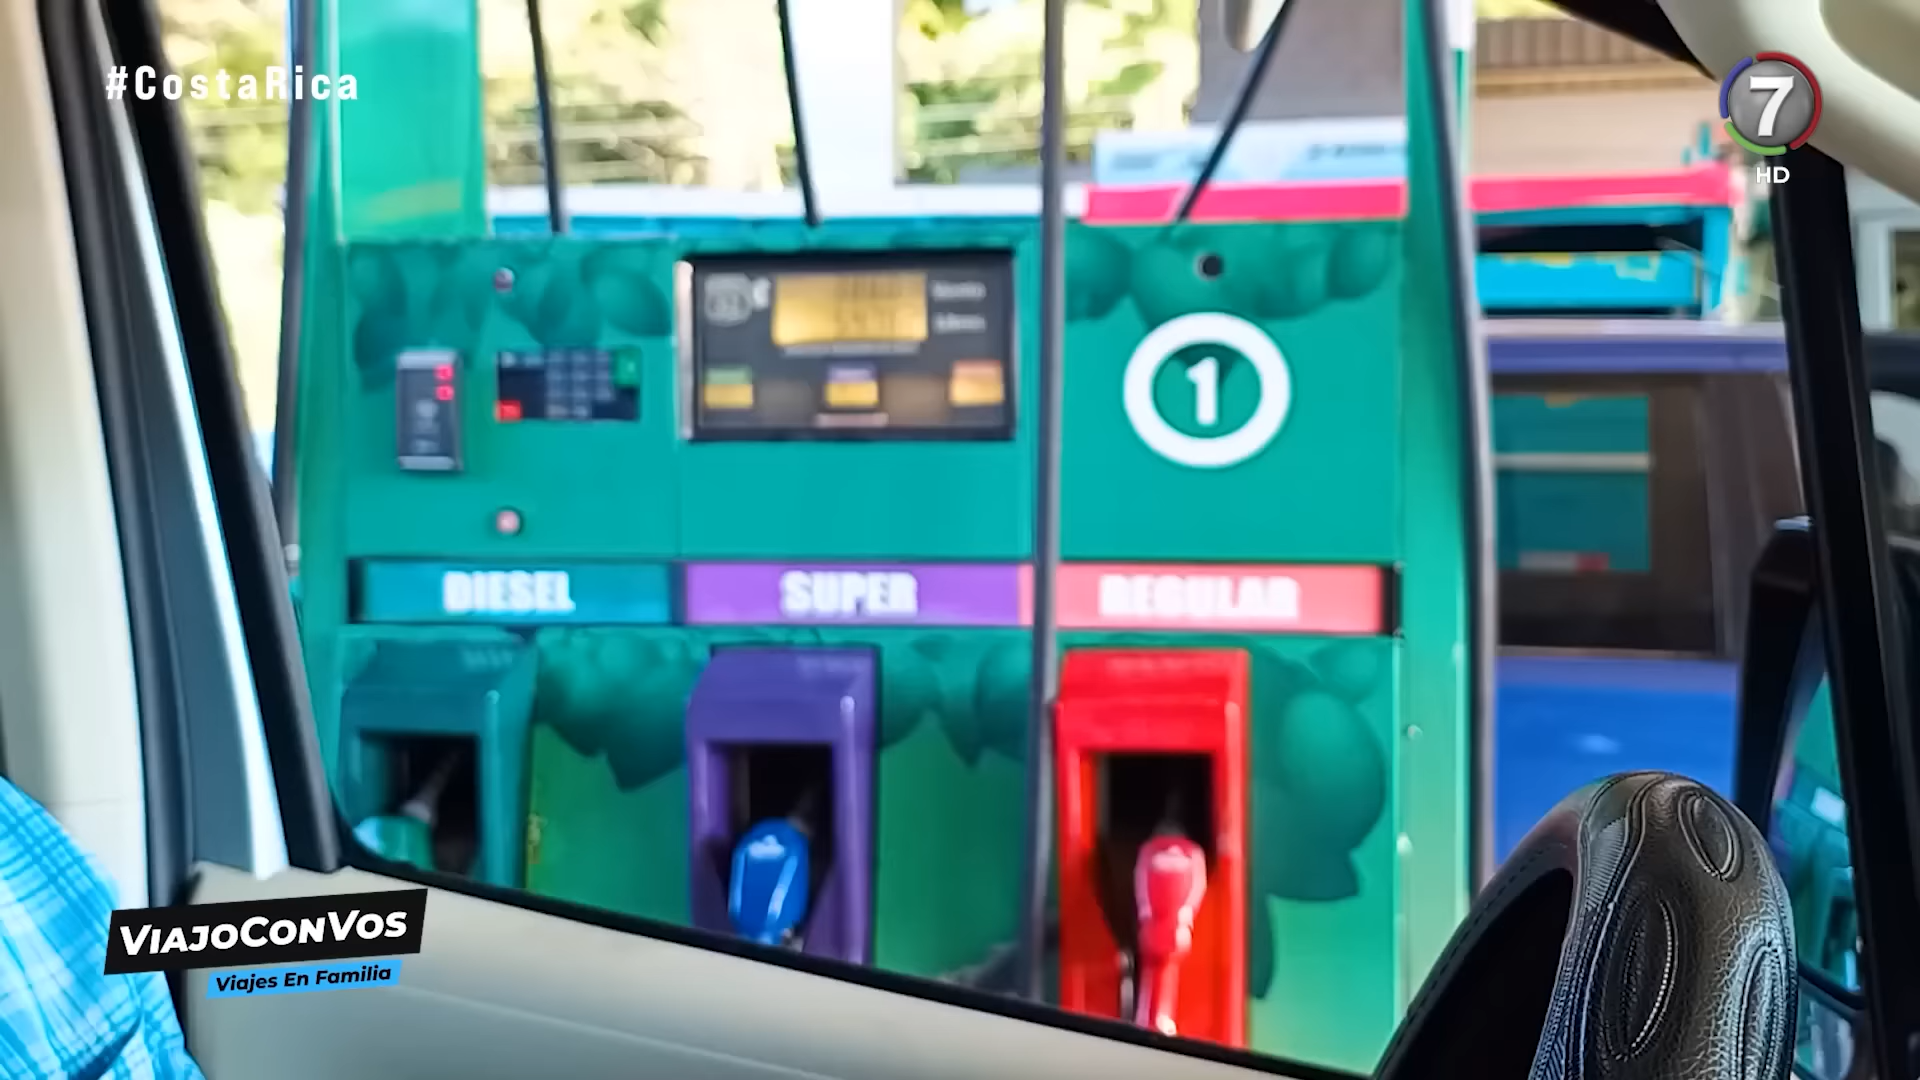 #CostaRica
7
HD
1
DIESEL
SUPER
REGULAR
VIAJOCONVOS
Viajes En Familia